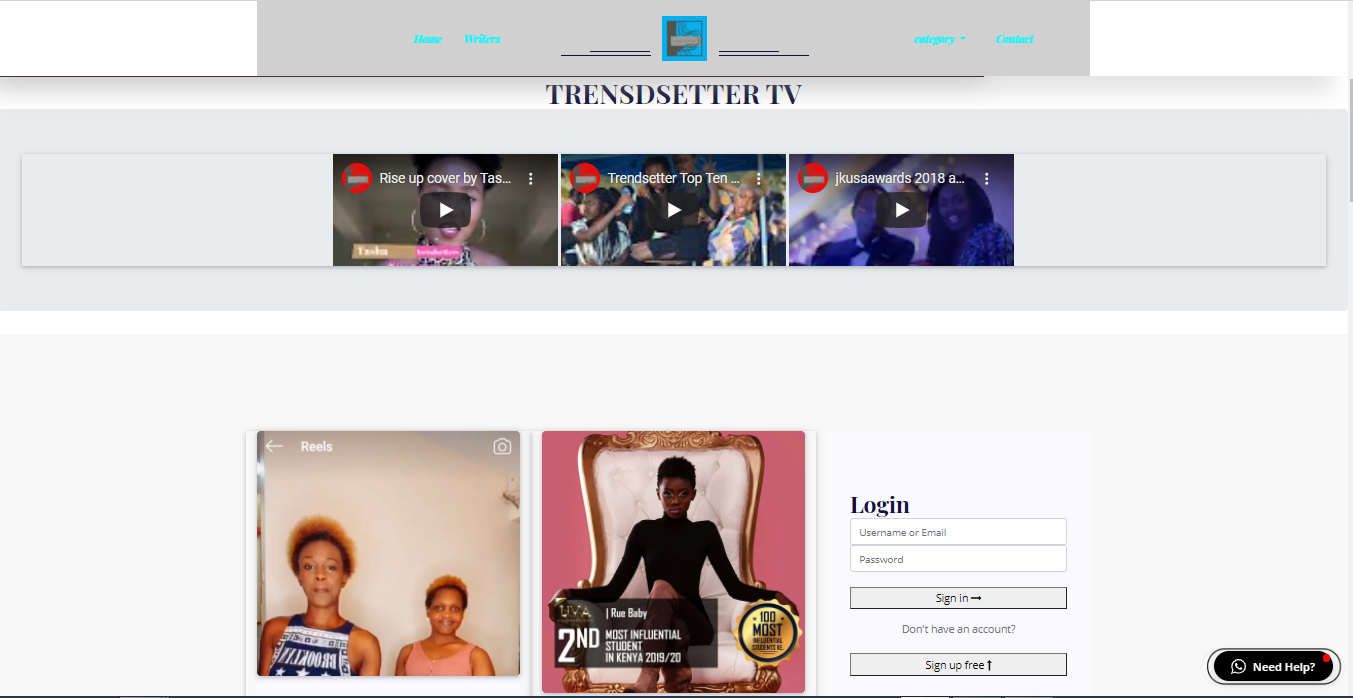 Home
Writers
category
Contact
TRENSDSETTER TV
Rise up cover by Tas...
Trendsetter Top Ten ...
jkusaawards 2018 a...
Tasha
Reels
BROOKLYN
UVA
| Rue Baby
2ND
MOST INFLUENTIAL
STUDENT
IN KENYA 2019/20
100
MOST
INFLUENTIAL
STUDENTS KE.
Login
Username or Email
Password
Sign in
Don't have an account?
Sign up free
Need Help?